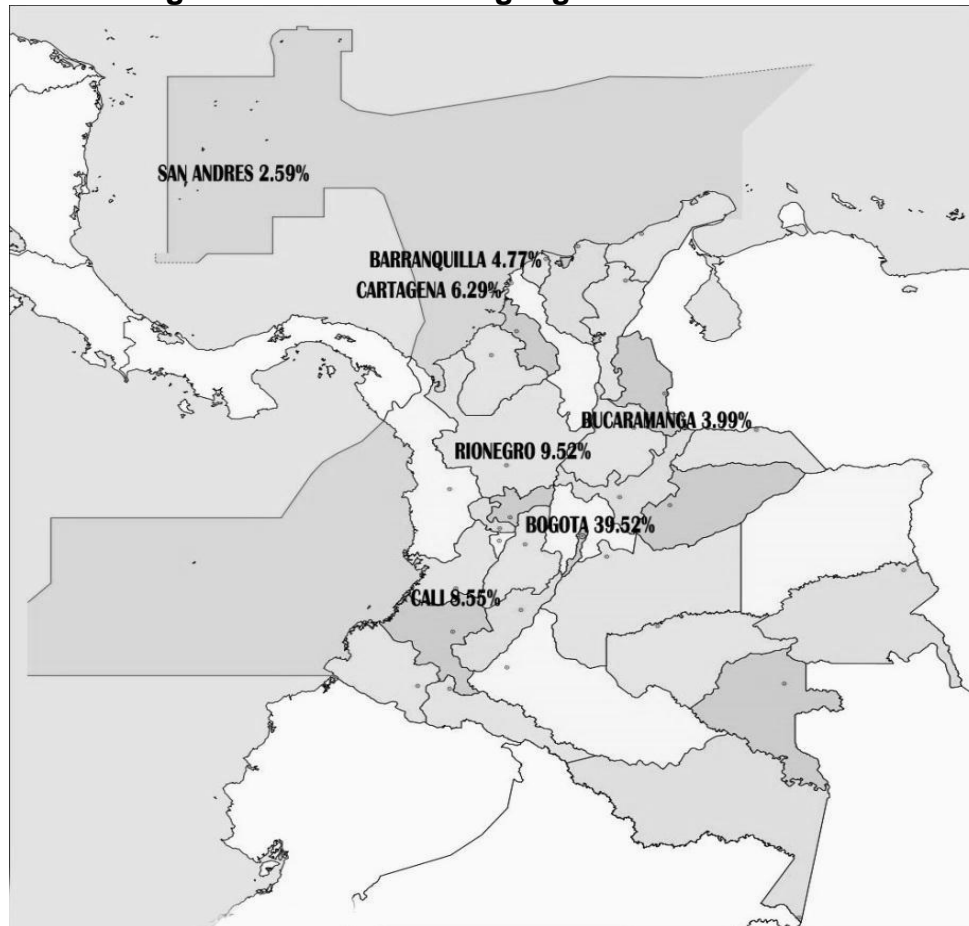 SAN ANDRES 2.59%
BARRANQUILLA 4.77%
CARTAGENA 6.29%
BUCARAMANGA 3.99%
RIONEGRO 9.52%
BOGOTA 39.52%
CALI 8.55%